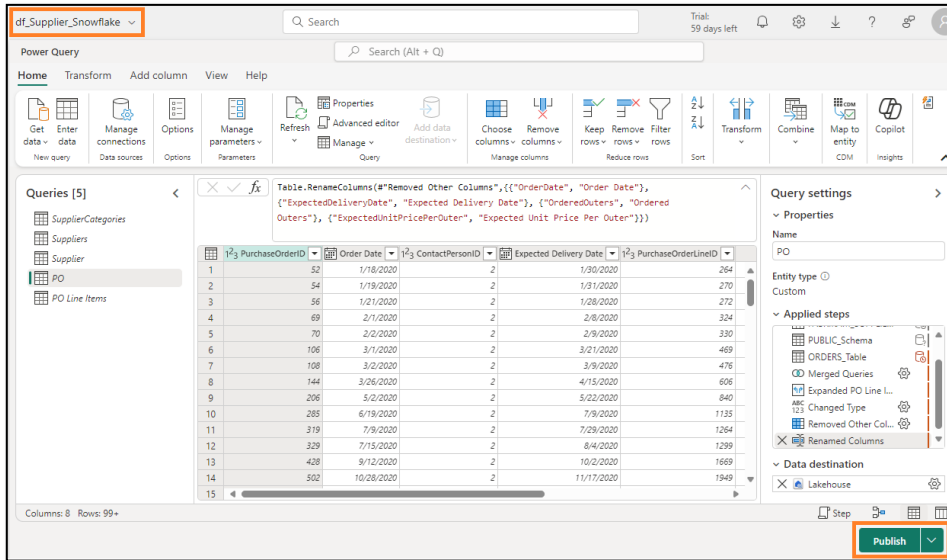 df_Supplier_Snowflake
Search
Trial:
59 days left
Power Query
Search (Alt + Q)
Home Transform Add column View Help
Get data
Enter data
New query
Manage connections
Data sources
Options
Options
Manage parameters
Parameters
Refresh
Properties
Advanced editor
Manage
Query
Add data destination
Choose columns
Remove columns
Manage columns
Keep rows
Remove rows
Filter rows
Reduce rows
Sort
Transform
Combine
CDM
Map to entity
CDM
Copilot
Insights
Queries [5]
SupplierCategories
Suppliers
Supplier
PO
PO Line Items
fx
Table.RenameColumns(#"Removed Other Columns",{{"OrderDate", "Order Date"},
{"ExpectedDeliveryDate", "Expected Delivery Date"}, {"OrderedOuters", "Ordered
Outers"}, {"ExpectedUnitPricePerOuter", "Expected Unit Price Per Outer"}})
1²3 PurchaseOrderID Order Date 1²3 ContactPersonID Expected Delivery Date 1²3 PurchaseOrderLineID
1 52 1/18/2020 2 1/30/2020 264
2 54 1/19/2020 2 1/31/2020 270
3 56 1/21/2020 2 1/28/2020 272
4 69 2/1/2020 2 2/8/2020 324
5 70 2/2/2020 2 2/9/2020 330
6 106 3/1/2020 2 3/21/2020 469
7 108 3/2/2020 2 3/9/2020 476
8 144 3/26/2020 2 4/15/2020 606
9 206 5/2/2020 2 5/22/2020 840
10 285 6/19/2020 2 7/9/2020 1135
11 319 7/9/2020 2 7/29/2020 1264
12 329 7/15/2020 2 8/4/2020 1299
13 428 9/12/2020 2 10/2/2020 1669
14 502 10/28/2020 2 11/17/2020 1949
15
Query settings
Properties
Name
PO
Entity type
Custom
Applied steps
PUBLIC_Schema
ORDERS_Table
Merged Queries
Expanded PO Line I...
ABC 123 Changed Type
Removed Other Col...
Renamed Columns
Data destination
Lakehouse
Columns: 8 Rows: 99+
Step
Publish